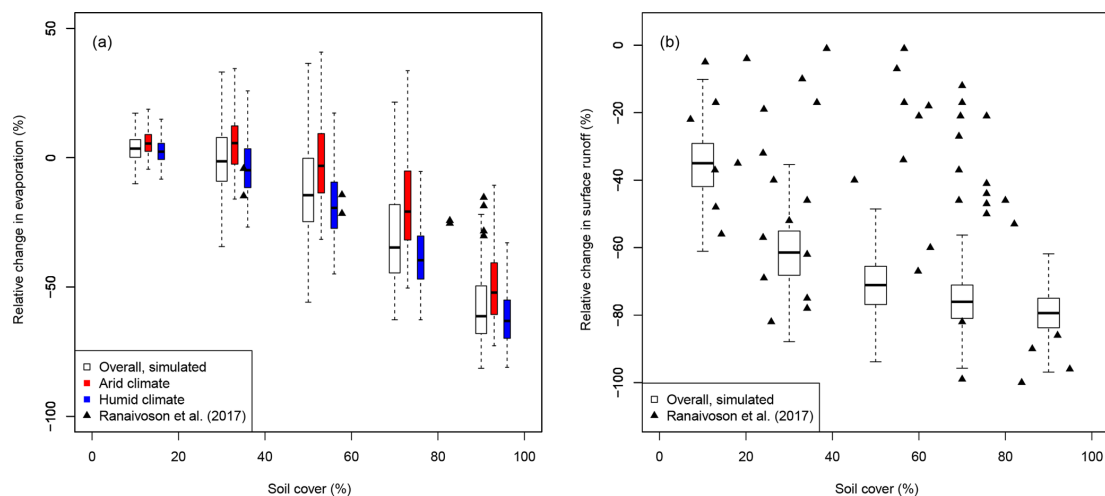 (a)
Relative change in evaporation (%)
50
0
−50
−100
Overall, simulated
Arid climate
Humid climate
Ranaivoson et al. (2017)
0 20 40 60 80 100
Soil cover (%)
(b)
Relative change in surface runoff (%)
0
−20
−40
−60
−80
−100
Overall, simulated
Ranaivoson et al. (2017)
0 20 40 60 80 100
Soil cover (%)